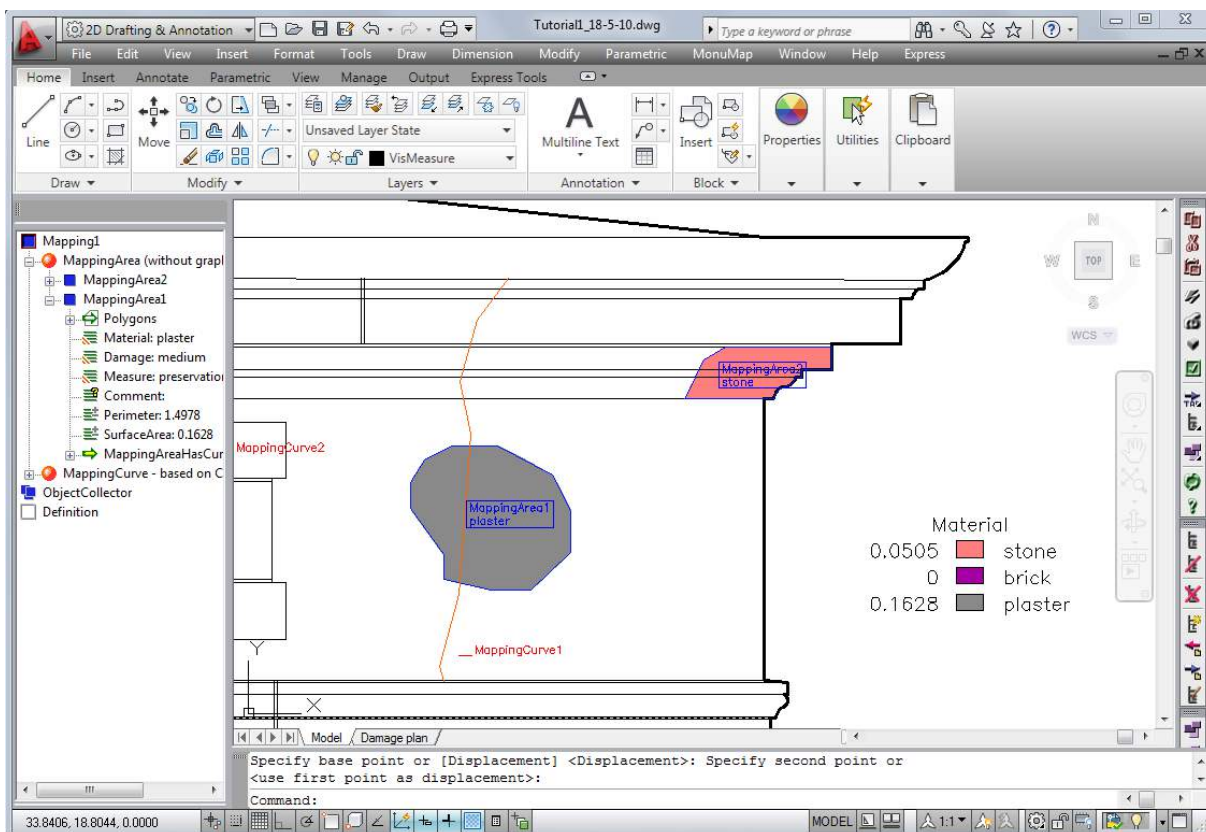 2D Drafting & Annotation
Tutorial1_18-5-10.dwg
Type a keyword or phrase
File Edit View Insert Format Tools Draw Dimension Modify Parametric MonuMap Window Help Express
Home Insert Annotate Parametric View Manage Output Express Tools
Line
Move
Unsaved Layer State
VisMeasure
A
Multiline Text
Insert
Properties
Utilities
Clipboard
Draw
Modify
Layers
Annotation
Block
Mapping1
MappingArea (without grapl
MappingArea2
MappingArea1
Polygons
Material: plaster
Damage: medium
Measure: preservation
Comment:
Perimeter: 1.4978
SurfaceArea: 0.1628
MappingAreaHasCur
MappingCurve - based on C
ObjectCollector
Definition
N
W TOP E
S
WCS
MappingArea2
stone
MappingCurve2
MappingArea1
plaster
Material
0.0505 stone
0 brick
0.1628 plaster
MappingCurve1
Y
X
Model Damage plan
Specify base point or [Displacement] <Displacement>: Specify second point or
<use first point as displacement>:
Command:
33.8406, 18.8044, 0.0000
MODEL
1:1